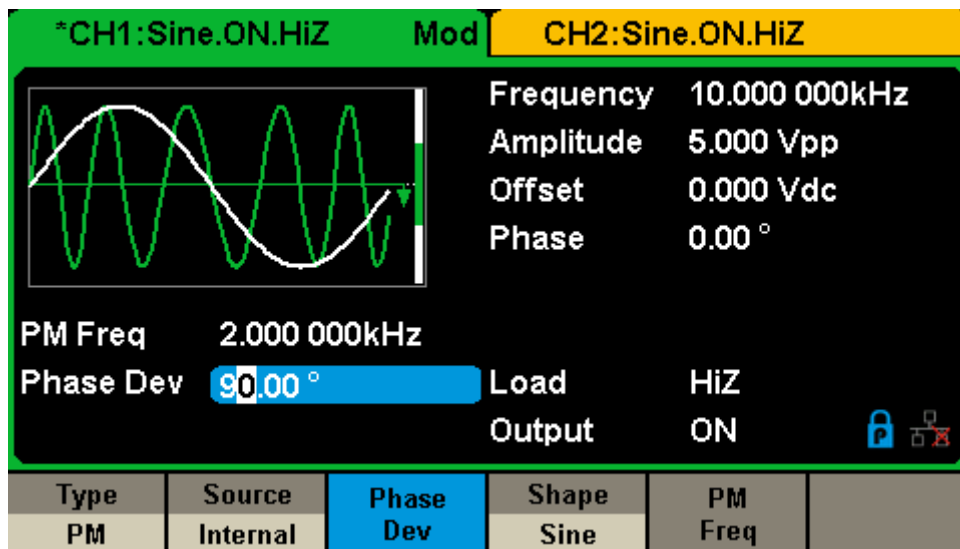 *CH1:Sine.ON.HiZ Mod CH2:Sine.ON.HiZ
Frequency 10.000 000kHz
Amplitude 5.000 Vpp
Offset 0.000 Vdc
Phase 0.00 °
PM Freq 2.000 000kHz
Phase Dev 90.00 °
Load HiZ
Output ON
P
Type Source Phase Dev Shape PM Freq
PM Internal Sine